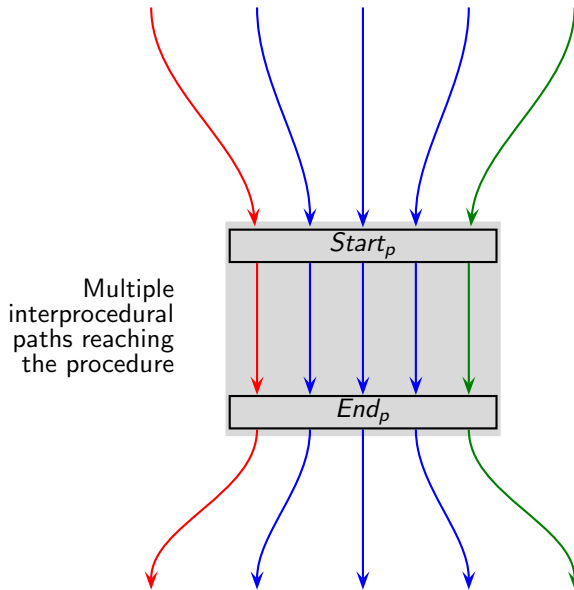 Start_p
Multiple
interprocedural
paths reaching
the procedure
End_p